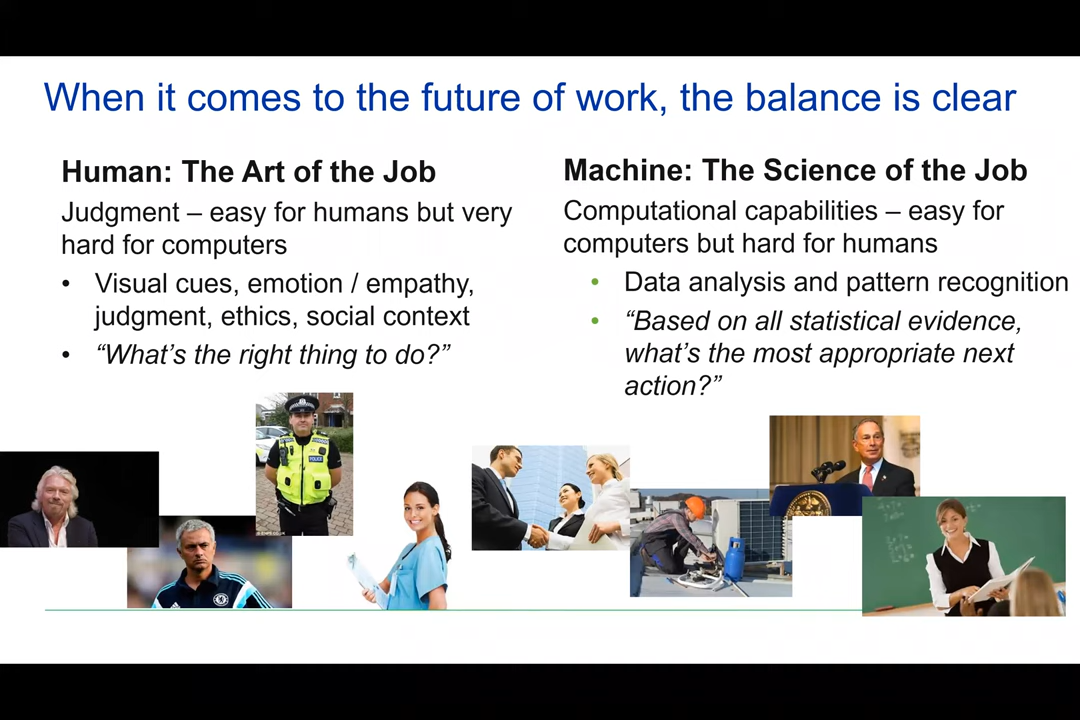 When it comes to the future of work, the balance is clear
Human: The Art of the Job
Judgment – easy for humans but very
hard for computers
• Visual cues, emotion / empathy,
judgment, ethics, social context
• “What’s the right thing to do?”
Machine: The Science of the Job
Computational capabilities – easy for
computers but hard for humans
• Data analysis and pattern recognition
• “Based on all statistical evidence,
what’s the most appropriate next
action?”
POLICE